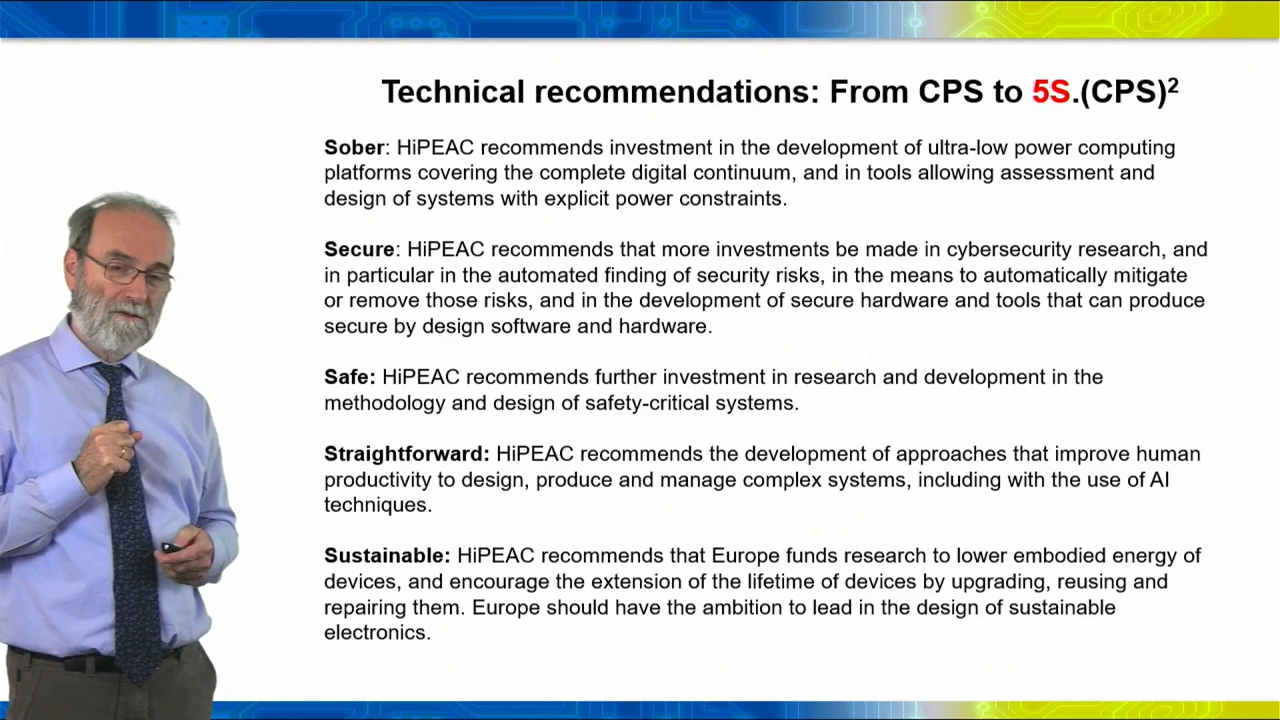 Technical recommendations: From CPS to 5S.(CPS)²
Sober: HiPEAC recommends investment in the development of ultra-low power computing
platforms covering the complete digital continuum, and in tools allowing assessment and
design of systems with explicit power constraints.
Secure: HiPEAC recommends that more investments be made in cybersecurity research, and
in particular in the automated finding of security risks, in the means to automatically mitigate
or remove those risks, and in the development of secure hardware and tools that can produce
secure by design software and hardware.
Safe: HiPEAC recommends further investment in research and development in the
methodology and design of safety-critical systems.
Straightforward: HiPEAC recommends the development of approaches that improve human
productivity to design, produce and manage complex systems, including with the use of AI
techniques.
Sustainable: HiPEAC recommends that Europe funds research to lower embodied energy of
devices, and encourage the extension of the lifetime of devices by upgrading, reusing and
repairing them. Europe should have the ambition to lead in the design of sustainable
electronics.